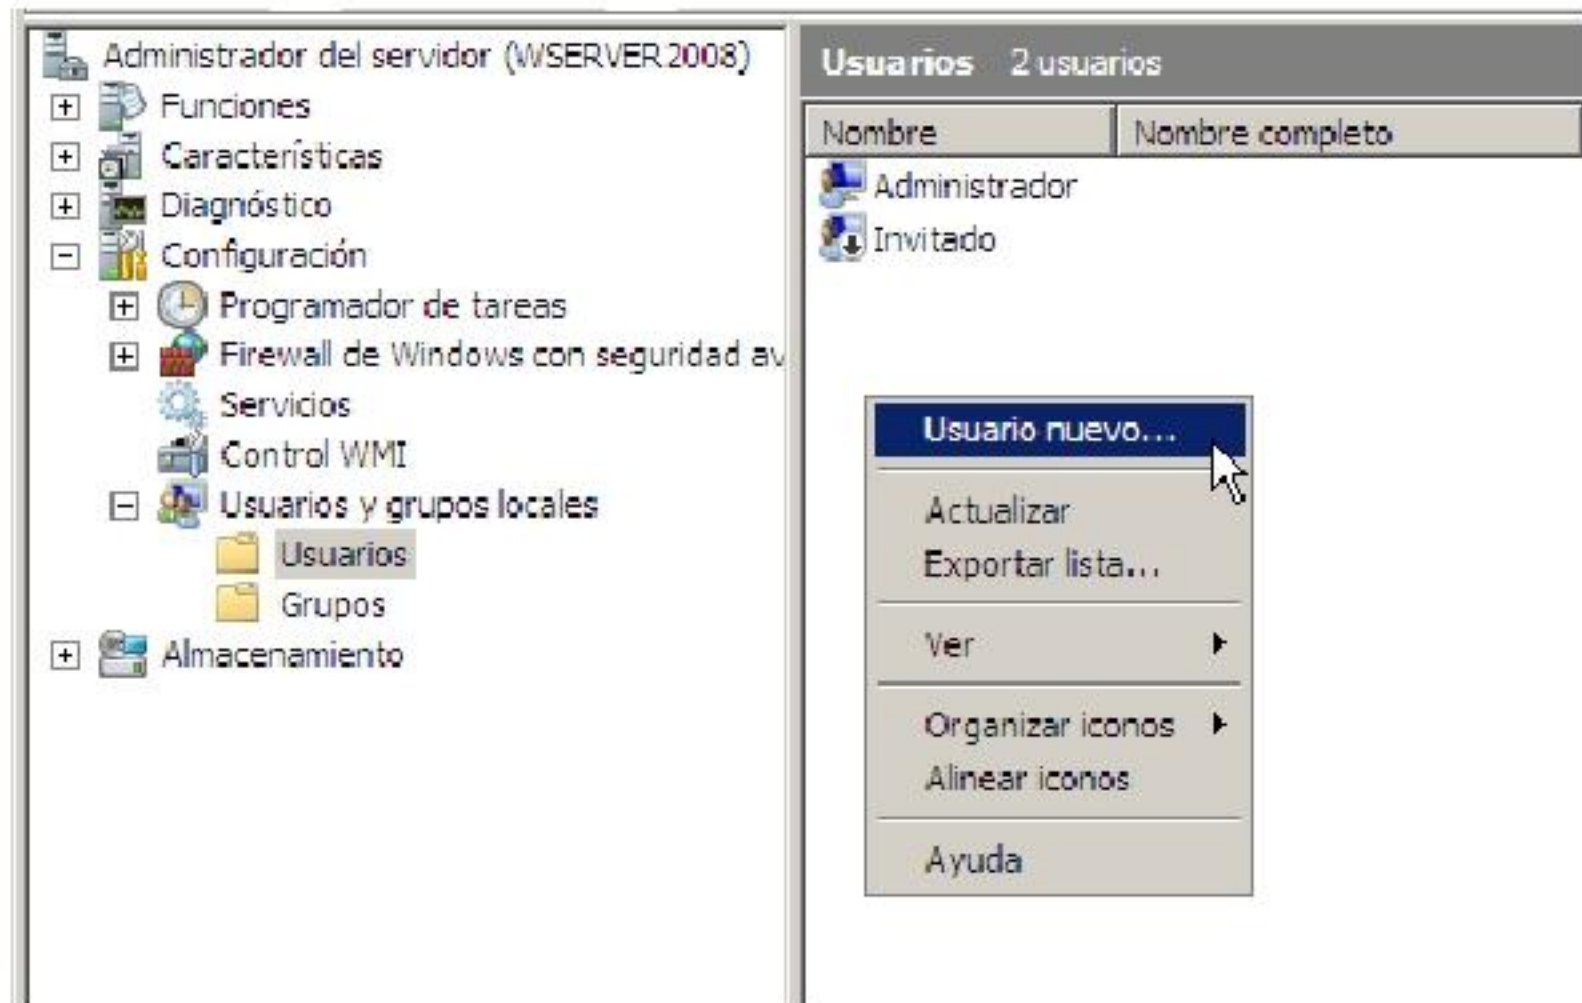 Administrador del servidor (WSERVER2008)
Funciones
Características
Diagnóstico
Configuración
Programador de tareas
Firewall de Windows con seguridad av
Servicios
Control WMI
Usuarios y grupos locales
Usuarios
Grupos
Almacenamiento
Usuarios 2 usuarios
Nombre Nombre completo
Administrador
Invitado
Usuario nuevo...
Actualizar
Exportar lista...
Ver
Organizar iconos
Alinear iconos
Ayuda